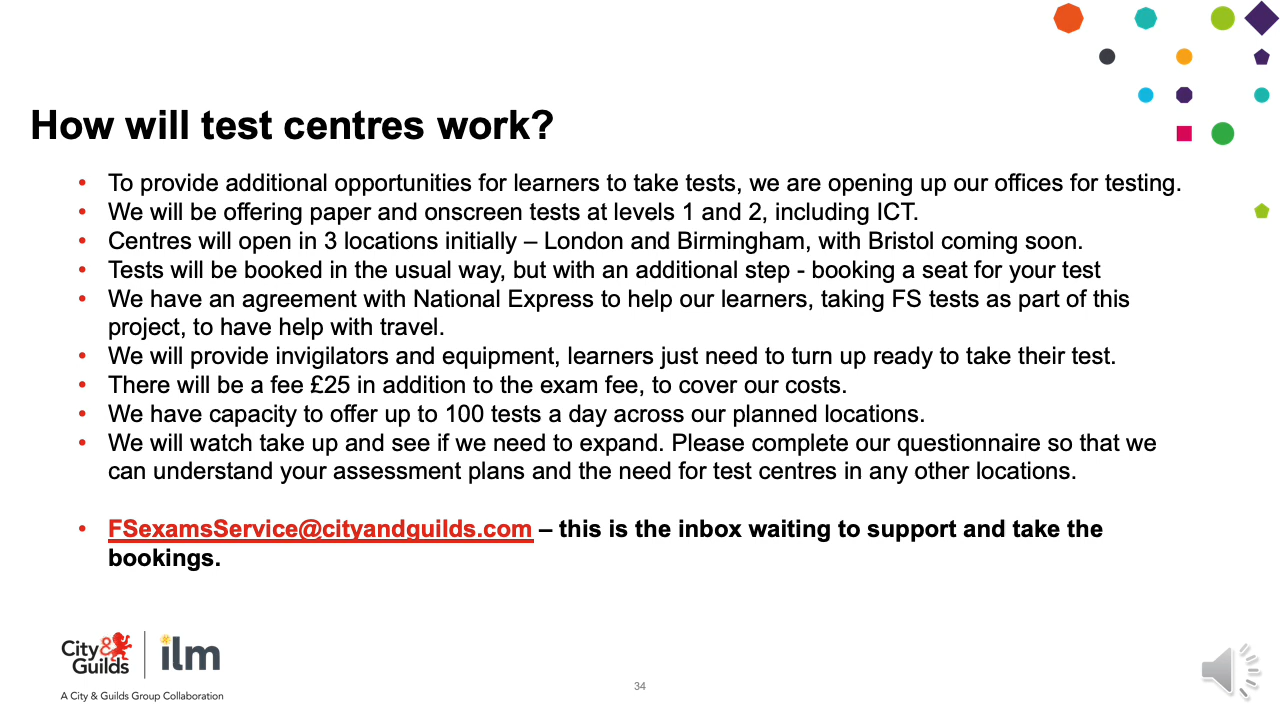 How will test centres work?
• To provide additional opportunities for learners to take tests, we are opening up our offices for testing.
• We will be offering paper and onscreen tests at levels 1 and 2, including ICT.
• Centres will open in 3 locations initially – London and Birmingham, with Bristol coming soon.
• Tests will be booked in the usual way, but with an additional step - booking a seat for your test
• We have an agreement with National Express to help our learners, taking FS tests as part of this
project, to have help with travel.
• We will provide invigilators and equipment, learners just need to turn up ready to take their test.
• There will be a fee £25 in addition to the exam fee, to cover our costs.
• We have capacity to offer up to 100 tests a day across our planned locations.
• We will watch take up and see if we need to expand. Please complete our questionnaire so that we
can understand your assessment plans and the need for test centres in any other locations.
• FSexamsService@cityandguilds.com – this is the inbox waiting to support and take the
bookings.
City&
Guilds
ilm
A City & Guilds Group Collaboration
34